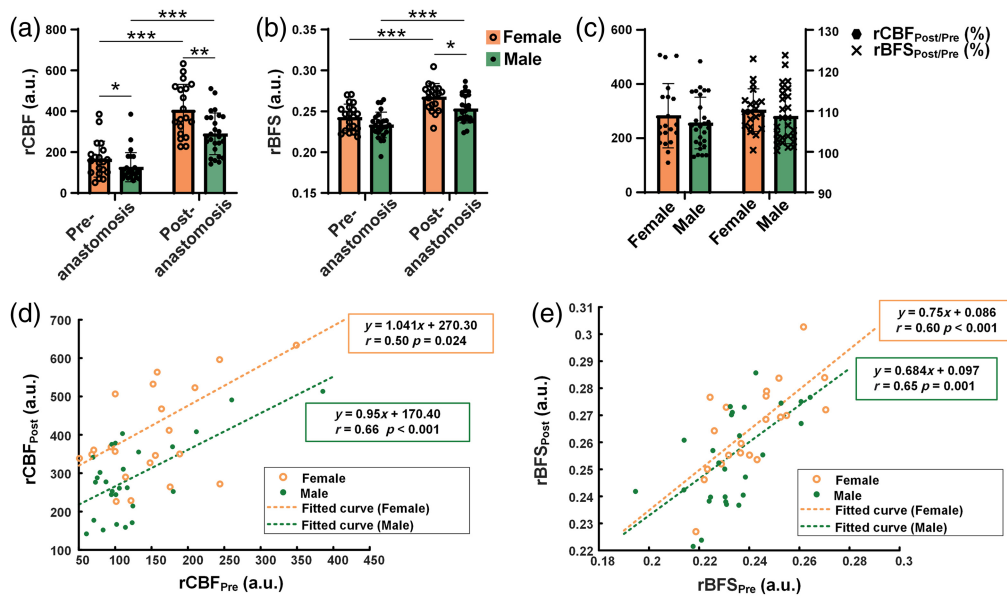 (a)
rCBF (a.u.)
800
600
400
200
0
***
***
**
*
Pre-
anastomosis
Post-
anastomosis
(b)
rBFS (a.u.)
0.35
0.30
0.25
0.20
0.15
***
***
*
Pre-
anastomosis
Post-
anastomosis
Female
Male
(c)
600
400
200
0
130
120
110
100
90
rCBFPost/Pre (%)
rBFSPost/Pre (%)
Female
Male
Female
Male
(d)
rCBFPost (a.u.)
700
600
500
400
300
200
100
50 100 150 200 250 300 350 400 450
rCBFPre (a.u.)
y = 1.041x + 270.30
r = 0.50 p = 0.024
y = 0.95x + 170.40
r = 0.66 p < 0.001
Female
Male
Fitted curve (Female)
Fitted curve (Male)
(e)
rBFSPost (a.u.)
0.31
0.3
0.29
0.28
0.27
0.26
0.25
0.24
0.23
0.22
0.18 0.2 0.22 0.24 0.26 0.28 0.3
rBFSPre (a.u.)
y = 0.75x + 0.086
r = 0.60 p < 0.001
y = 0.684x + 0.097
r = 0.65 p = 0.001
Female
Male
Fitted curve (Female)
Fitted curve (Male)